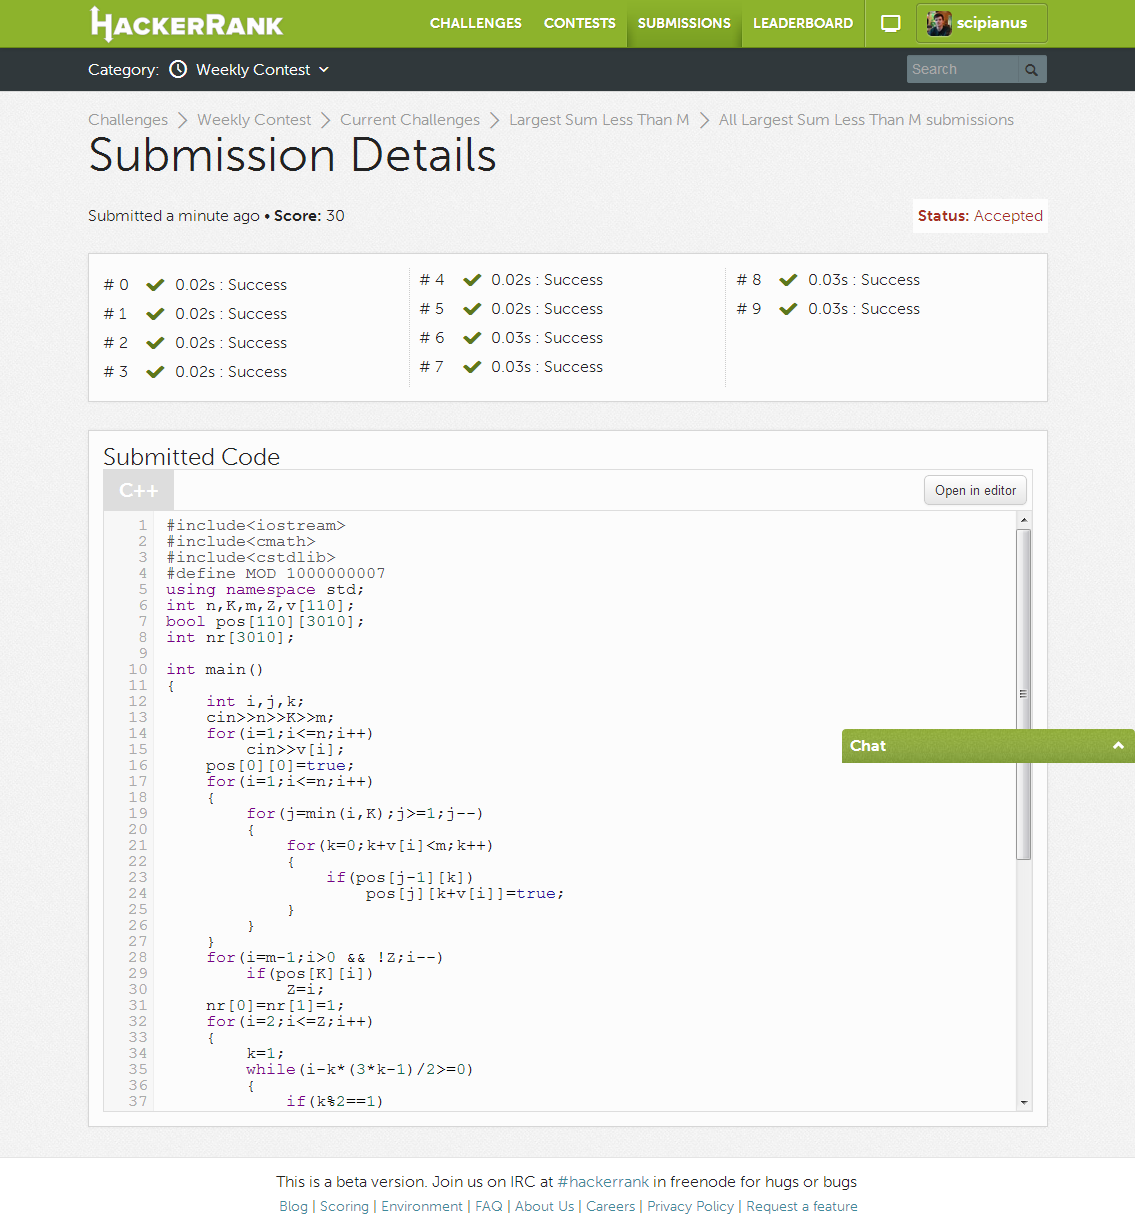 HACKERRANK CHALLENGES CONTESTS SUBMISSIONS LEADERBOARD scipianus
Category: Weekly Contest Search
Challenges Weekly Contest Current Challenges Largest Sum Less Than M All Largest Sum Less Than M submissions
Submission Details
Submitted a minute ago • Score: 30 Status: Accepted
# 0 0.02s : Success
# 1 0.02s : Success
# 2 0.02s : Success
# 3 0.02s : Success
# 4 0.02s : Success
# 5 0.02s : Success
# 6 0.03s : Success
# 7 0.03s : Success
# 8 0.03s : Success
# 9 0.03s : Success
Submitted Code
C++ Open in editor
1 #include<iostream>
2 #include<cmath>
3 #include<cstdlib>
4 #define MOD 1000000007
5 using namespace std;
6 int n,K,m,Z,v[110];
7 bool pos[110][3010];
8 int nr[3010];
9
10 int main()
11 {
12 int i,j,k;
13 cin>>n>>K>>m;
14 for(i=1;i<=n;i++)
15 cin>>v[i];
16 pos[0][0]=true;
17 for(i=1;i<=n;i++)
18 {
19 for(j=min(i,K);j>=1;j--)
20 {
21 for(k=0;k+v[i]<m;k++)
22 {
23 if(pos[j-1][k])
24 pos[j][k+v[i]]=true;
25 }
26 }
27 }
28 for(i=m-1;i>0 && !Z;i--)
29 if(pos[K][i])
30 Z=i;
31 nr[0]=nr[1]=1;
32 for(i=2;i<=Z;i++)
33 {
34 k=1;
35 while(i-k*(3*k-1)/2>=0)
36 {
37 if(k%2==1)
Chat
This is a beta version. Join us on IRC at #hackerrank in freenode for hugs or bugs
Blog | Scoring | Environment | FAQ | About Us | Careers | Privacy Policy | Request a feature